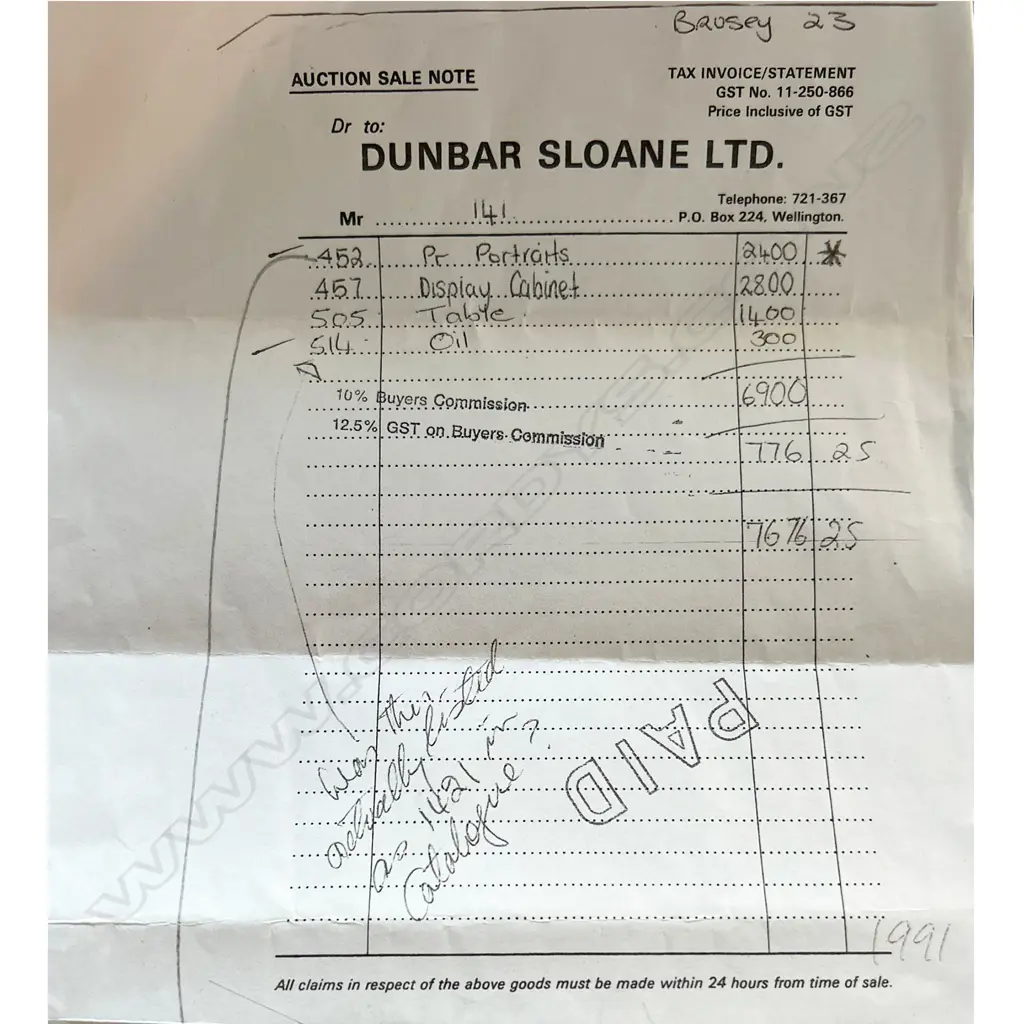 Brusey 23
AUCTION SALE NOTE
TAX INVOICE/STATEMENT
GST No. 11-250-866
Price Inclusive of GST
Dr to:
DUNBAR SLOANE LTD.
Telephone: 721-367
Mr 141 P.O. Box 224, Wellington.
452 Pr Portraits 2400 *
457 Display Cabinet 2800
505 Table 1400
514 Oil 300
6900
10% Buyers Commission
12.5% GST on Buyers Commission
776 25
7676 25
PAID
was this
actually listed
as 1421 in
Catalogue?
1991
All claims in respect of the above goods must be made within 24 hours from time of sale.